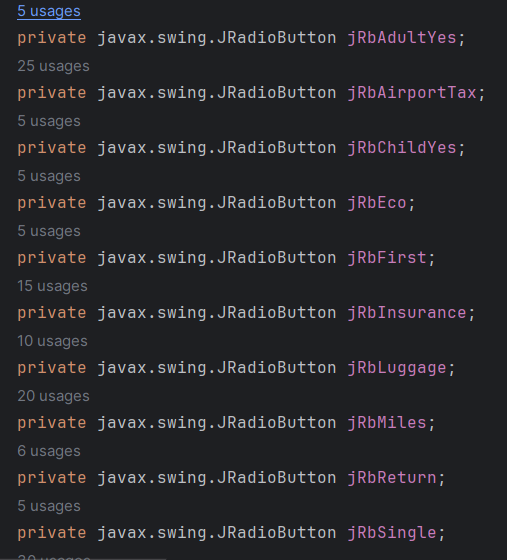 5 usages
private javax.swing.JRadioButton jRbAdultYes;
25 usages
private javax.swing.JRadioButton jRbAirportTax;
5 usages
private javax.swing.JRadioButton jRbChildYes;
5 usages
private javax.swing.JRadioButton jRbEco;
5 usages
private javax.swing.JRadioButton jRbFirst;
15 usages
private javax.swing.JRadioButton jRbInsurance;
10 usages
private javax.swing.JRadioButton jRbLuggage;
20 usages
private javax.swing.JRadioButton jRbMiles;
6 usages
private javax.swing.JRadioButton jRbReturn;
5 usages
private javax.swing.JRadioButton jRbSingle;